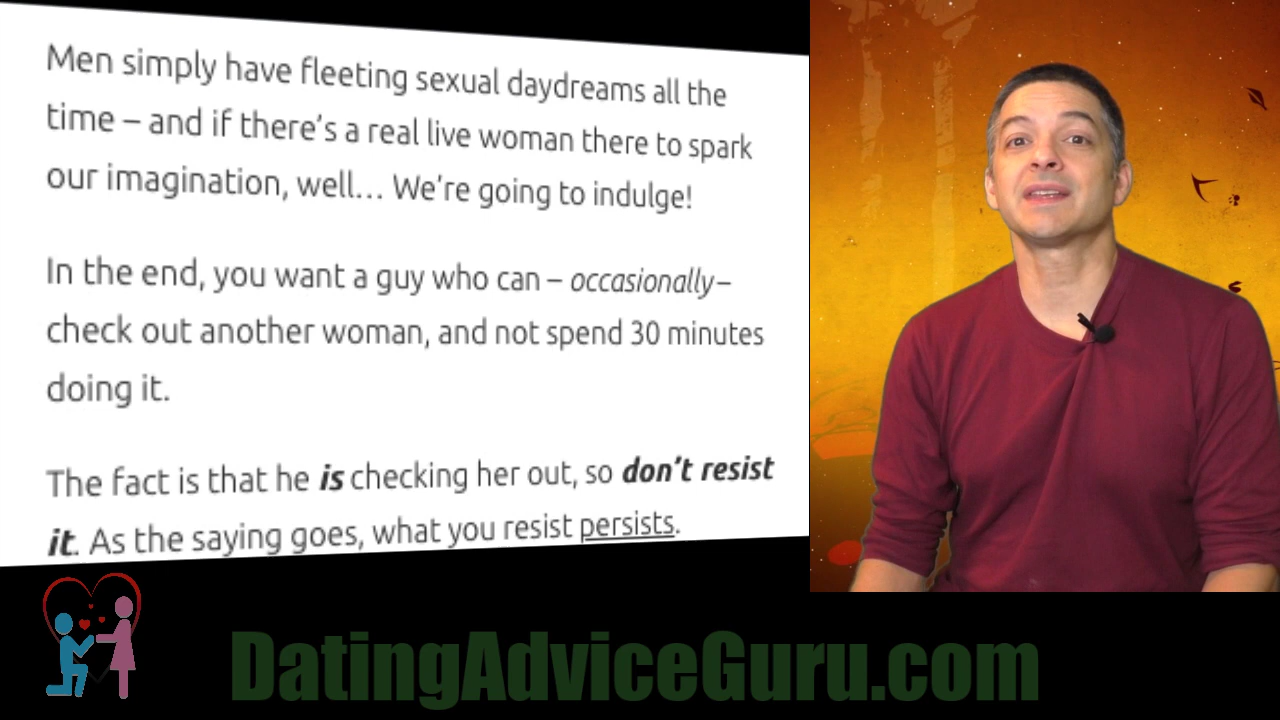 Men simply have fleeting sexual daydreams all the
time – and if there's a real live woman there to spark
our imagination, well… We're going to indulge!
In the end, you want a guy who can – occasionally –
check out another woman, and not spend 30 minutes
doing it.
The fact is that he is checking her out, so don't resist
it. As the saying goes, what you resist persists.
DatingAdviceGuru.com